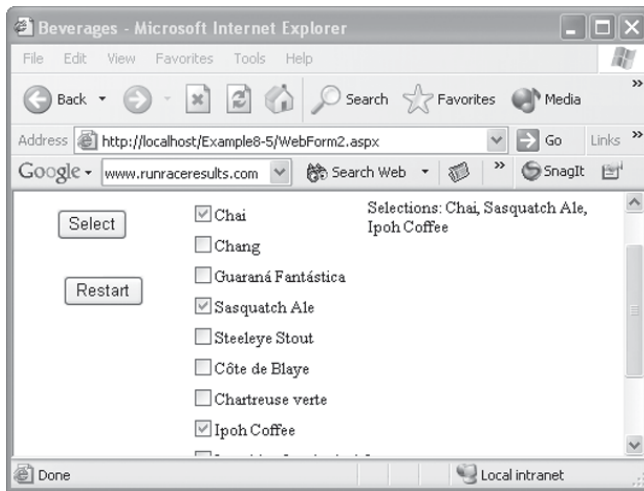 Beverages - Microsoft Internet Explorer
File Edit View Favorites Tools Help
Back Search Favorites Media »
Address http://localhost/Example8-5/WebForm2.aspx Go Links »
Google www.runraceresults.com Search Web » SnagIt
Select
Restart
Chai
Chang
Guaraná Fantástica
Sasquatch Ale
Steeleye Stout
Côte de Blaye
Chartreuse verte
Ipoh Coffee
Selections: Chai, Sasquatch Ale,
Ipoh Coffee
Done Local intranet